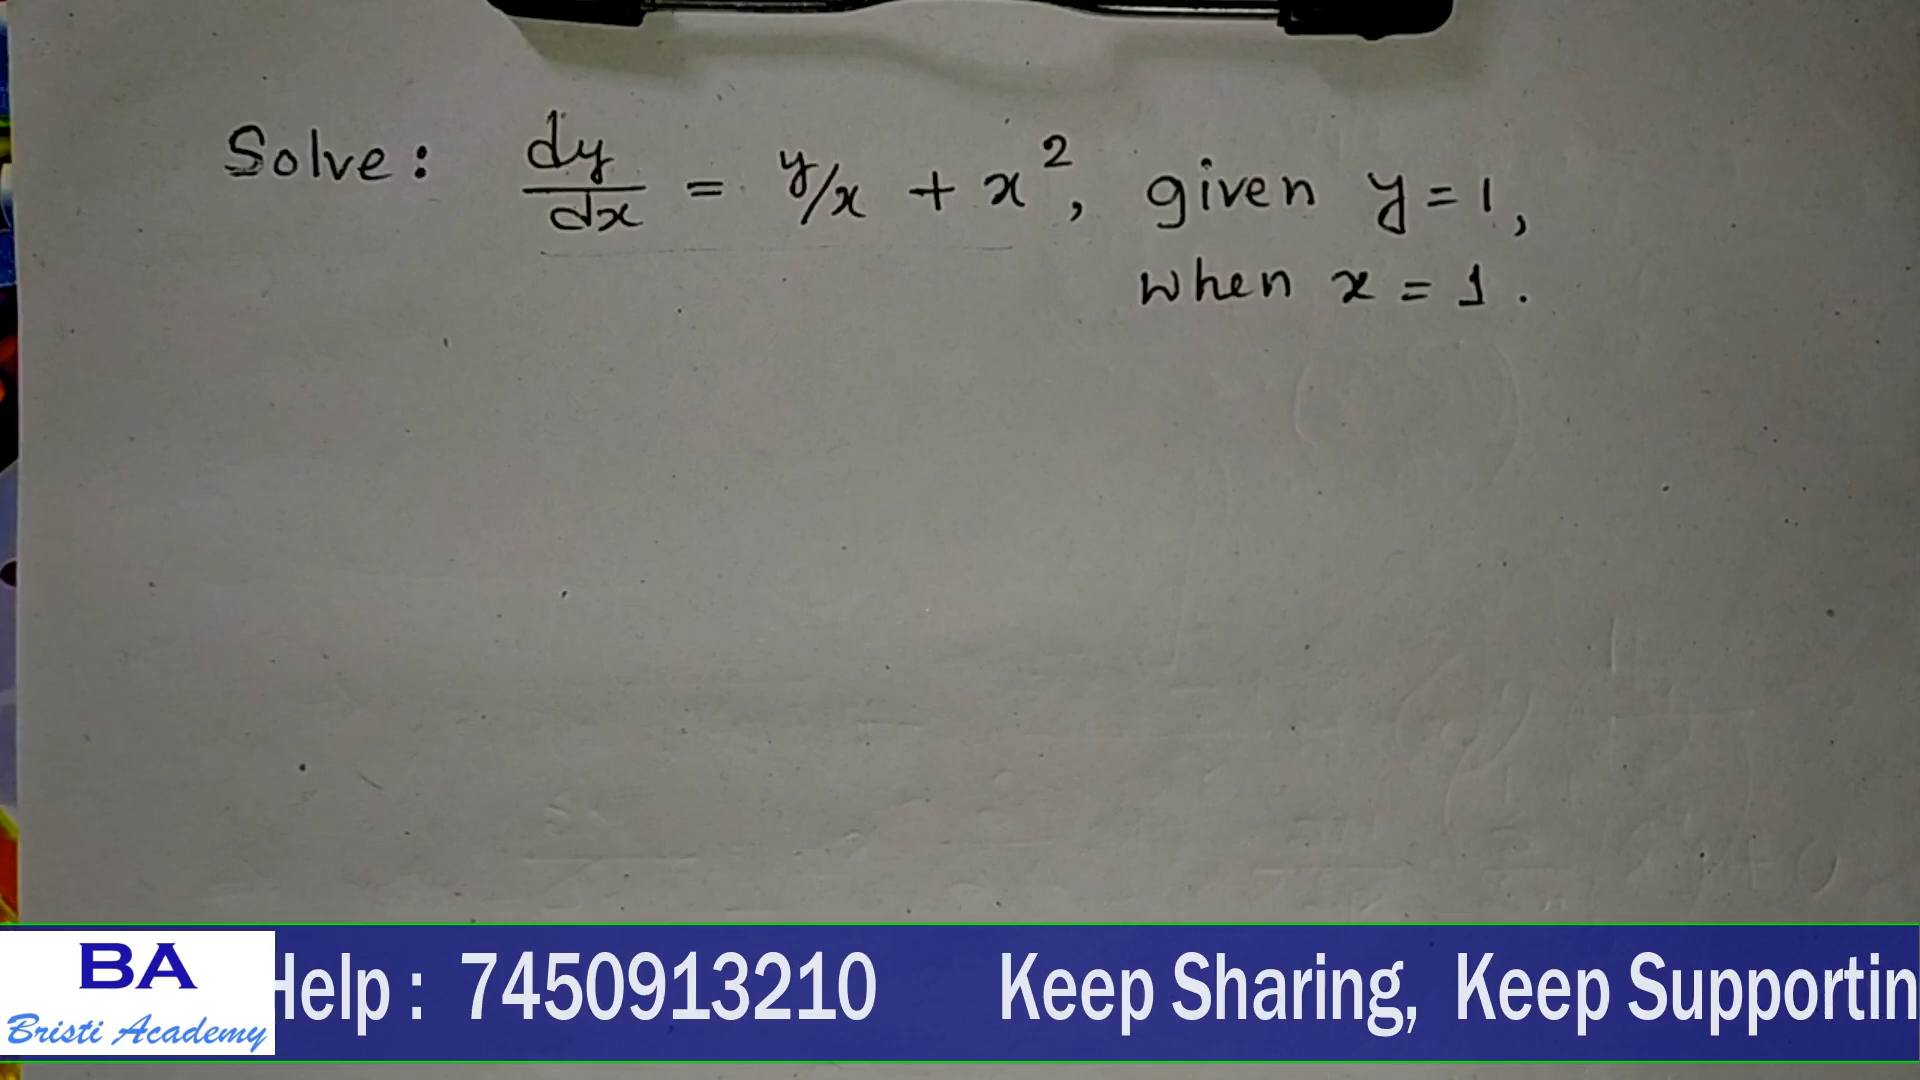 Solve: dy/dx = y/x + x², given y=1,
when x = 1.
BA
Bristi Academy
Help : 7450913210 Keep Sharing, Keep Supportin